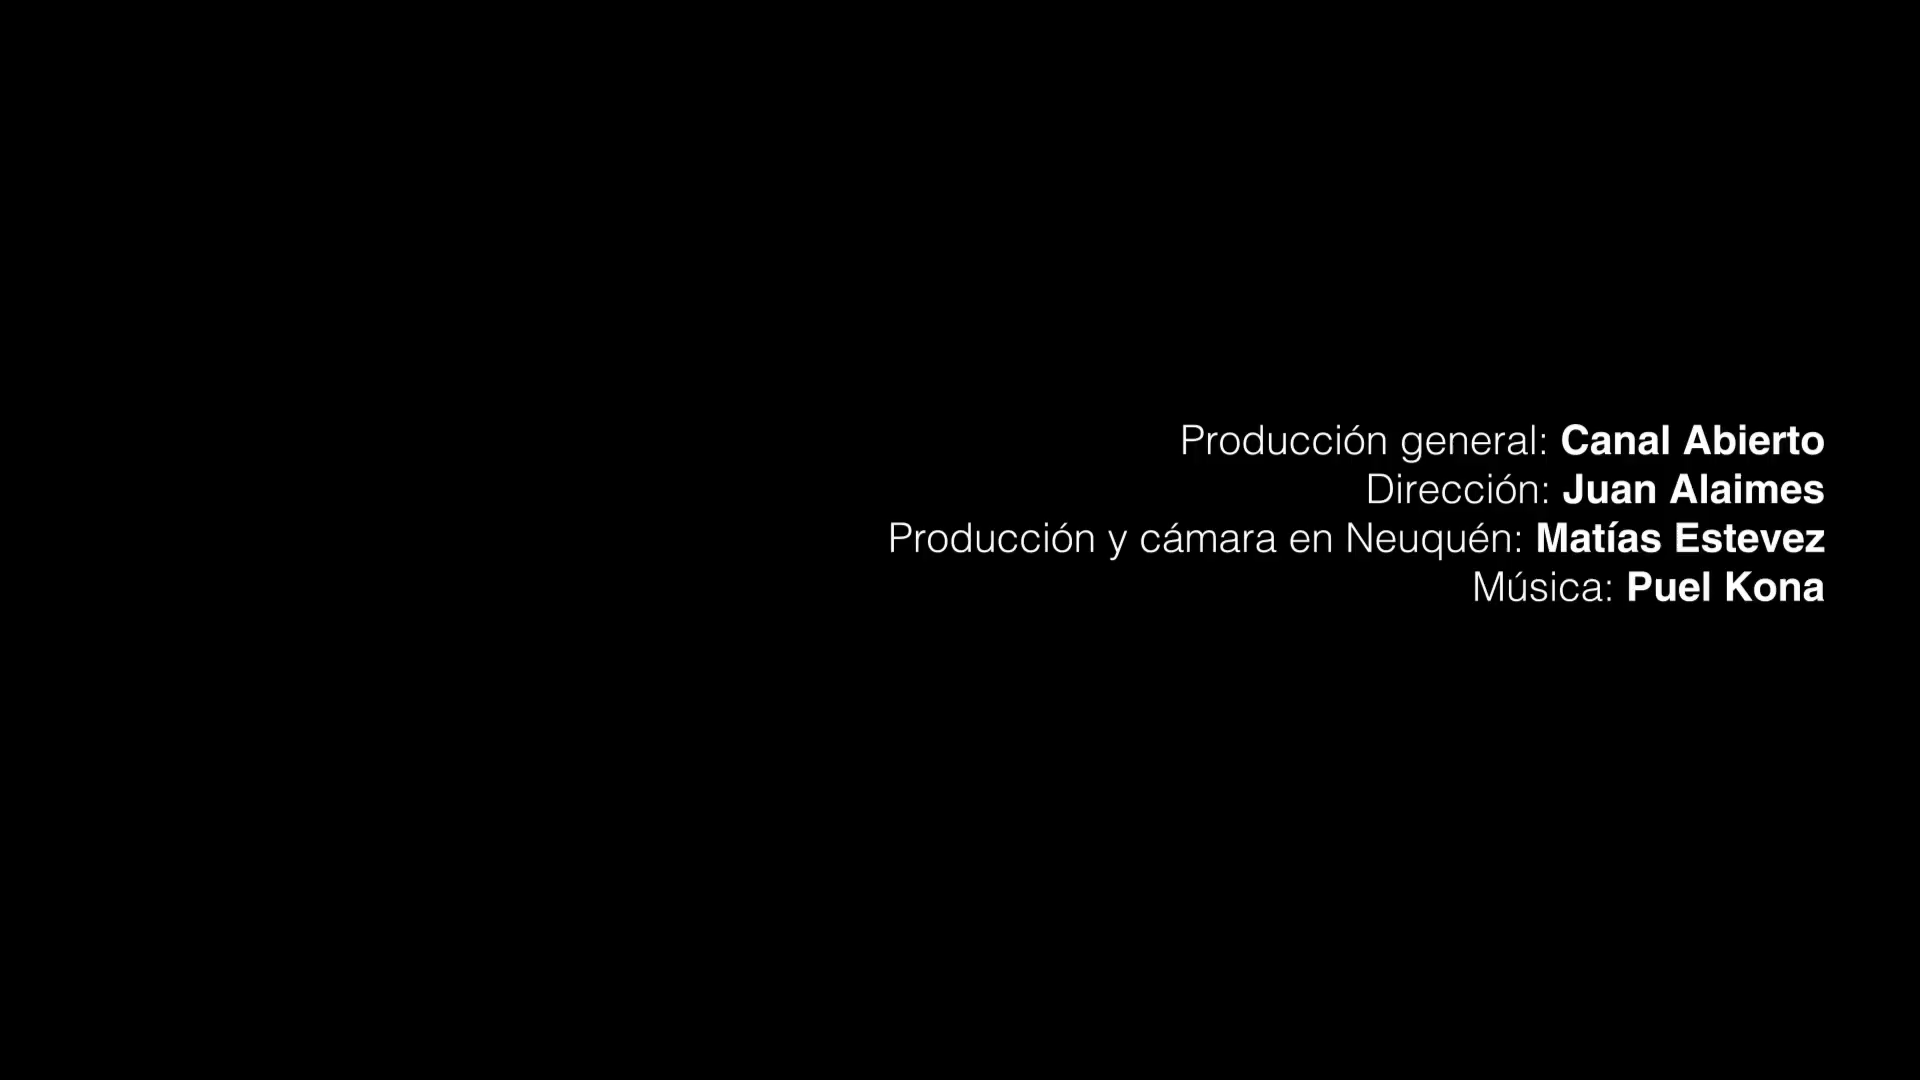 Producción general: Canal Abierto
Dirección: Juan Alaimes
Producción y cámara en Neuquén: Matías Estevez
Música: Puel Kona